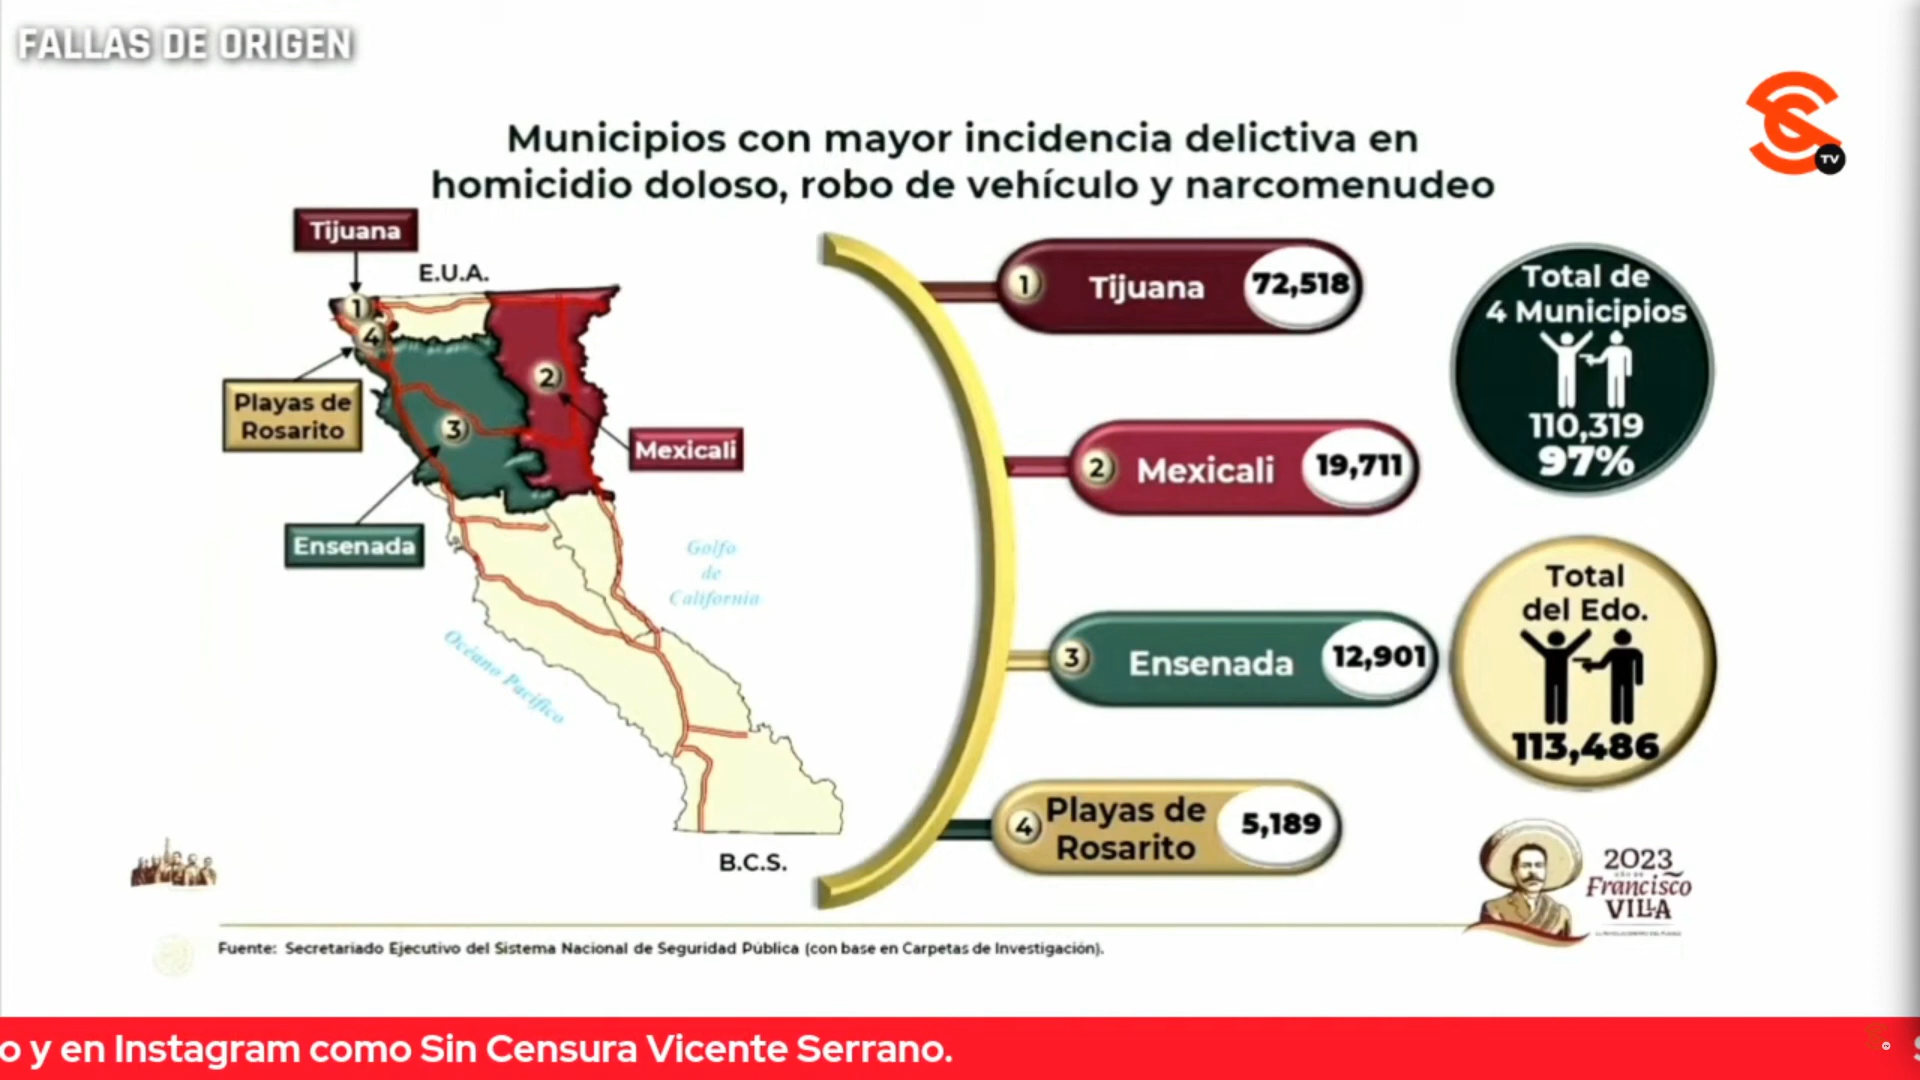 FALLAS DE ORIGEN
TV
Municipios con mayor incidencia delictiva en
homicidio doloso, robo de vehículo y narcomenudeo
Tijuana
E.U.A.
1
4
2
3
Playas de
Rosarito
Mexicali
Ensenada
Golfo
de
California
Océano Pacífico
B.C.S.
1 Tijuana 72,518
2 Mexicali 19,711
3 Ensenada 12,901
4 Playas de
Rosarito 5,189
Total de
4 Municipios
110,319
97%
Total
del Edo.
113,486
2023
Francisco
VILLA
Fuente: Secretariado Ejecutivo del Sistema Nacional de Seguridad Pública (con base en Carpetas de Investigación).
o y en Instagram como Sin Censura Vicente Serrano.